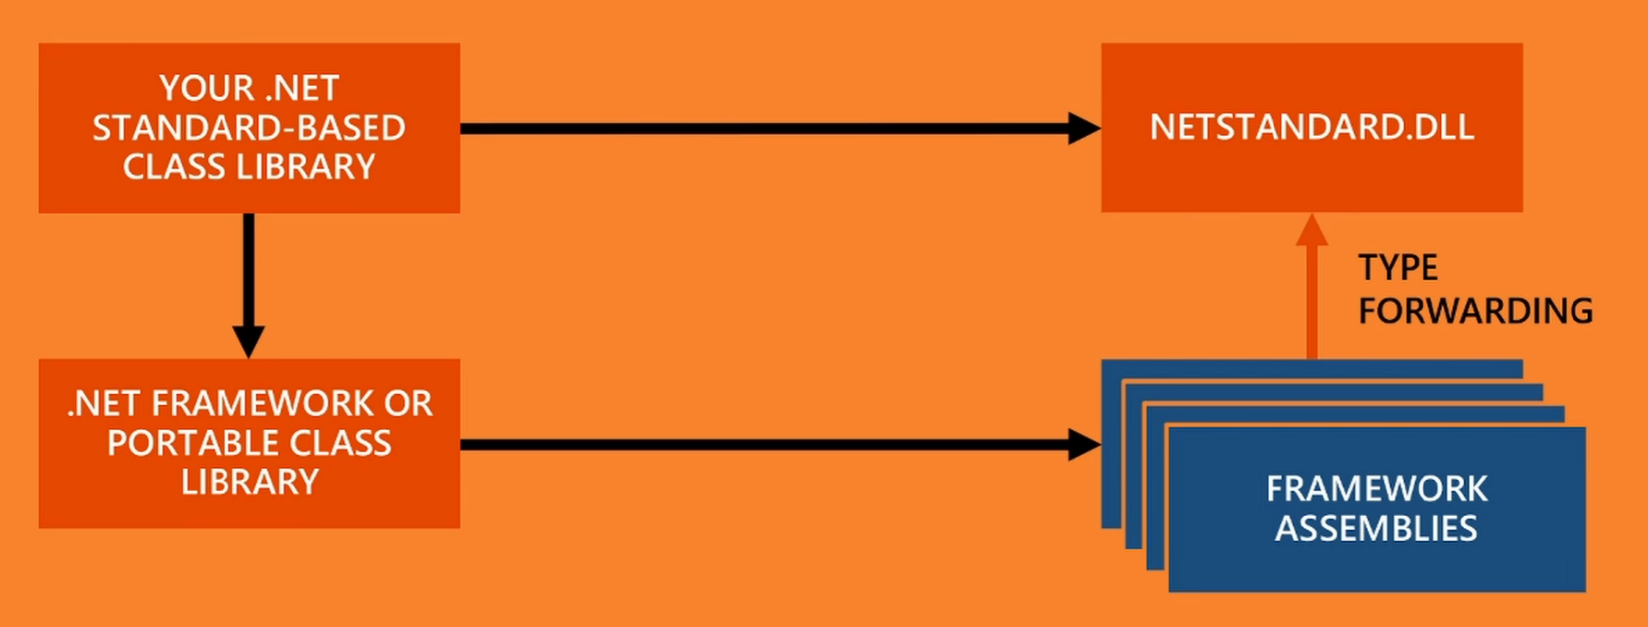 YOUR .NET
STANDARD-BASED
CLASS LIBRARY
NETSTANDARD.DLL
TYPE
FORWARDING
.NET FRAMEWORK OR
PORTABLE CLASS
LIBRARY
FRAMEWORK
ASSEMBLIES